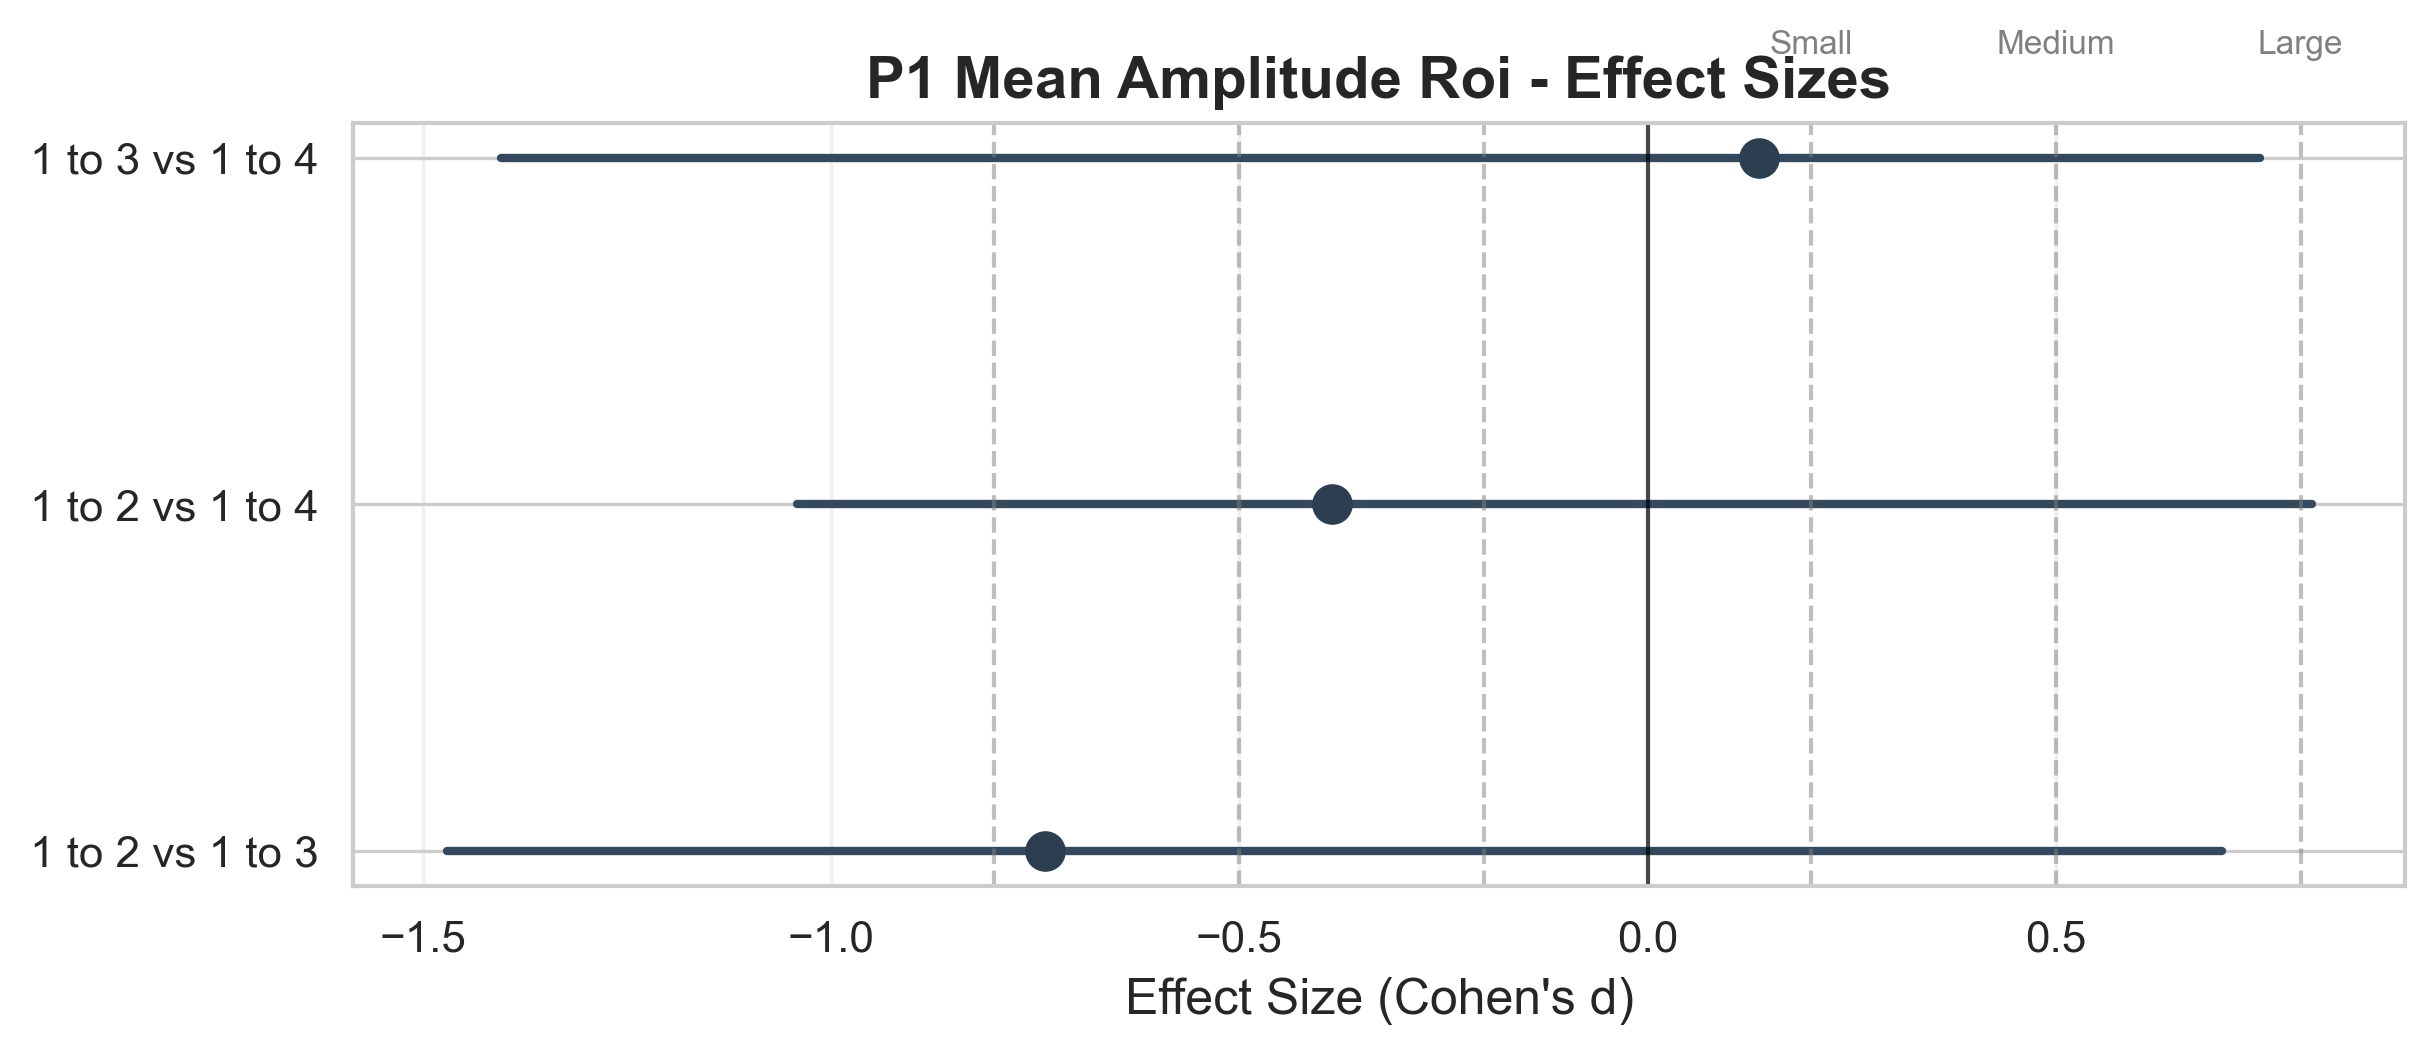 Small Medium Large
P1 Mean Amplitude Roi - Effect Sizes
1 to 3 vs 1 to 4
1 to 2 vs 1 to 4
1 to 2 vs 1 to 3
−1.5 −1.0 −0.5 0.0 0.5
Effect Size (Cohen's d)